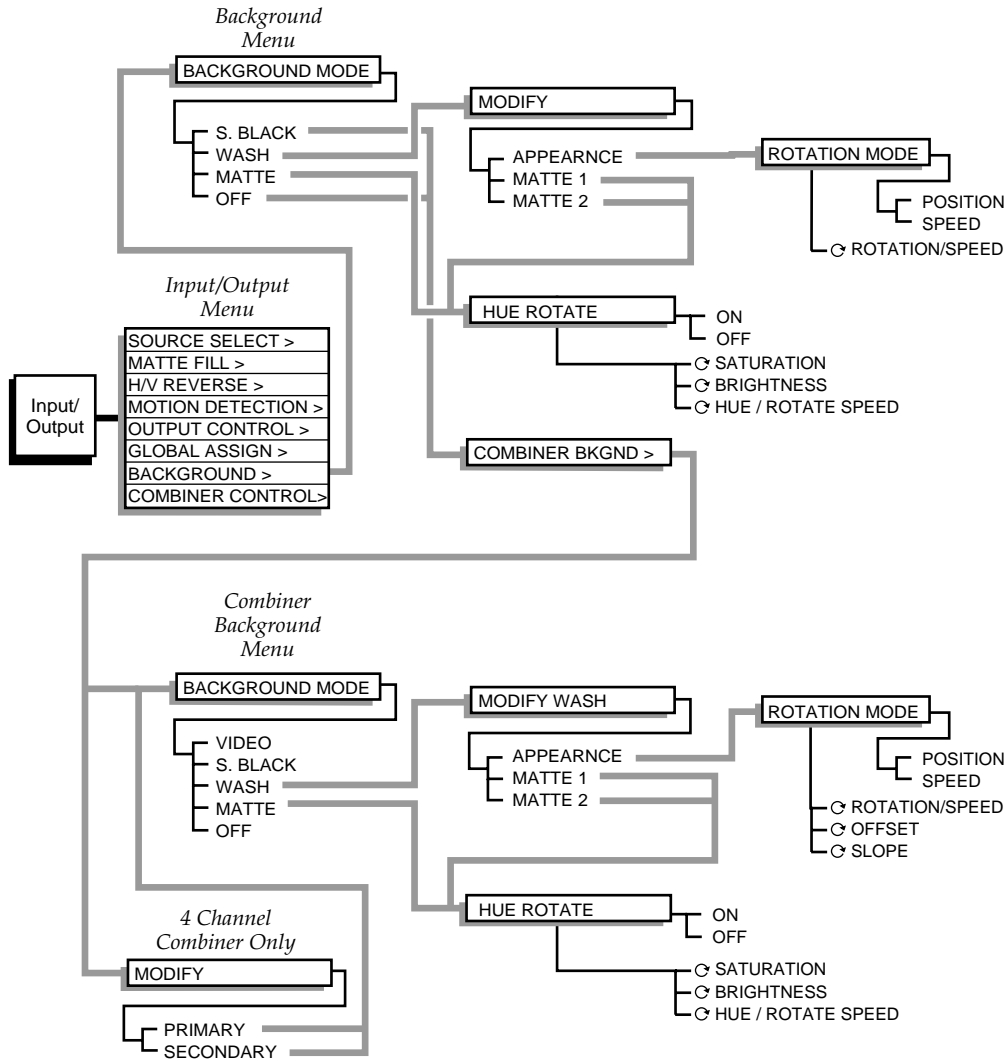 Background
Menu
BACKGROUND MODE
S. BLACK
WASH
MATTE
OFF
MODIFY
APPEARNCE
MATTE 1
MATTE 2
ROTATION MODE
POSITION
SPEED
ROTATION/SPEED
Input/Output
Menu
Input/
Output
SOURCE SELECT >
MATTE FILL >
H/V REVERSE >
MOTION DETECTION >
OUTPUT CONTROL >
GLOBAL ASSIGN >
BACKGROUND >
COMBINER CONTROL>
HUE ROTATE
ON
OFF
SATURATION
BRIGHTNESS
HUE / ROTATE SPEED
COMBINER BKGND >
Combiner
Background
Menu
BACKGROUND MODE
VIDEO
S. BLACK
WASH
MATTE
OFF
MODIFY WASH
APPEARNCE
MATTE 1
MATTE 2
ROTATION MODE
POSITION
SPEED
ROTATION/SPEED
OFFSET
SLOPE
HUE ROTATE
ON
OFF
SATURATION
BRIGHTNESS
HUE / ROTATE SPEED
4 Channel
Combiner Only
MODIFY
PRIMARY
SECONDARY